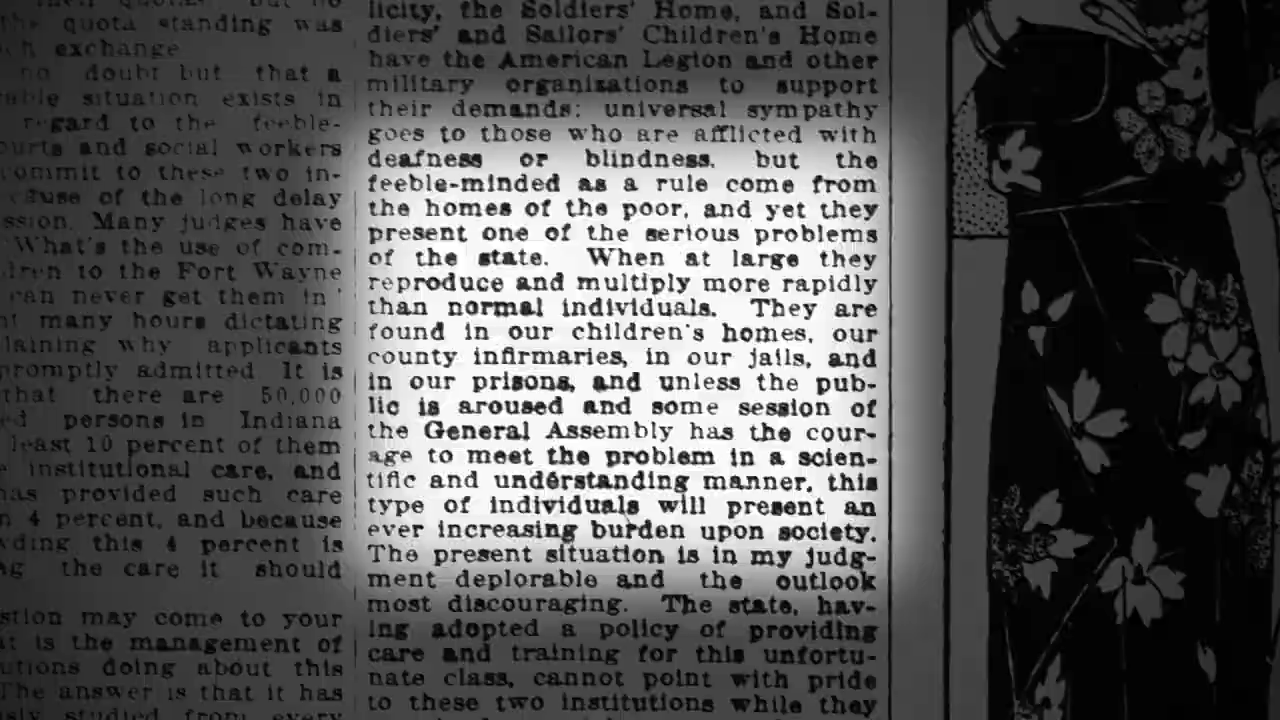 their quotas but no
the quota standing was
exchange
no doubt but that a
situation exists in
regard to the feeble-
courts and social workers
commit to these two in-
cause of the long delay
Many judges have
What's the use of com-
to the Fort Wayne
can never get them in'
many hours dictating
why applicants
promptly admitted It is
that there are 50,000
persons in Indiana
least 10 percent of them
institutional care, and
has provided such care
4 percent, and because
this 4 percent is
the care it should
may come to your
it is the management of
doing about this
The answer is that it has
studied from every
licity, the Soldiers' Home, and Sol-
diers' and Sailors' Children's Home
have the American Legion and other
military organizations to support
their demands; universal sympathy
goes to those who are afflicted with
deafness or blindness, but the
feeble-minded as a rule come from
the homes of the poor, and yet they
present one of the serious problems
of the state. When at large they
reproduce and multiply more rapidly
than normal individuals. They are
found in our children's homes, our
county infirmaries, in our jails, and
in our prisons, and unless the pub-
lic is aroused and some session of
the General Assembly has the cour-
age to meet the problem in a scien-
tific and understanding manner, this
type of individuals will present an
ever increasing burden upon society.
The present situation is in my judg-
ment deplorable and the outlook
most discouraging. The state, hav-
ing adopted a policy of providing
care and training for this unfortu-
nate class, cannot point with pride
to these two institutions while they